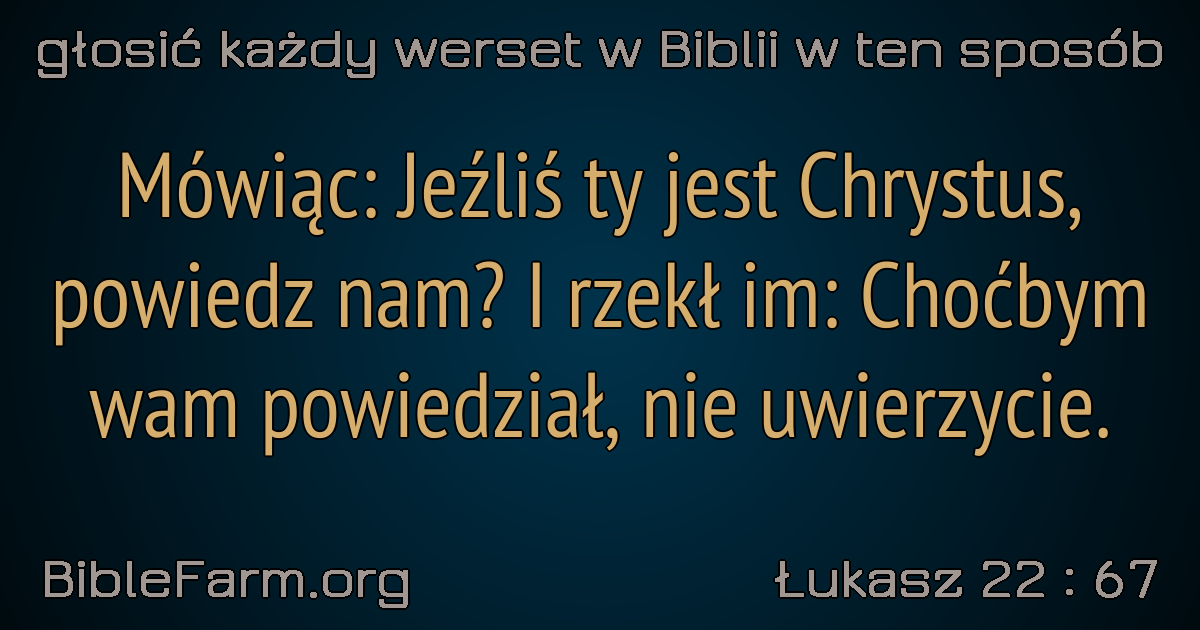 głosić każdy werset w Biblii w ten sposób
Mówiąc: Jeźliś ty jest Chrystus,
powiedz nam? I rzekł im: Choćbym
wam powiedział, nie uwierzycie.
BibleFarm.org
Łukasz 22 : 67